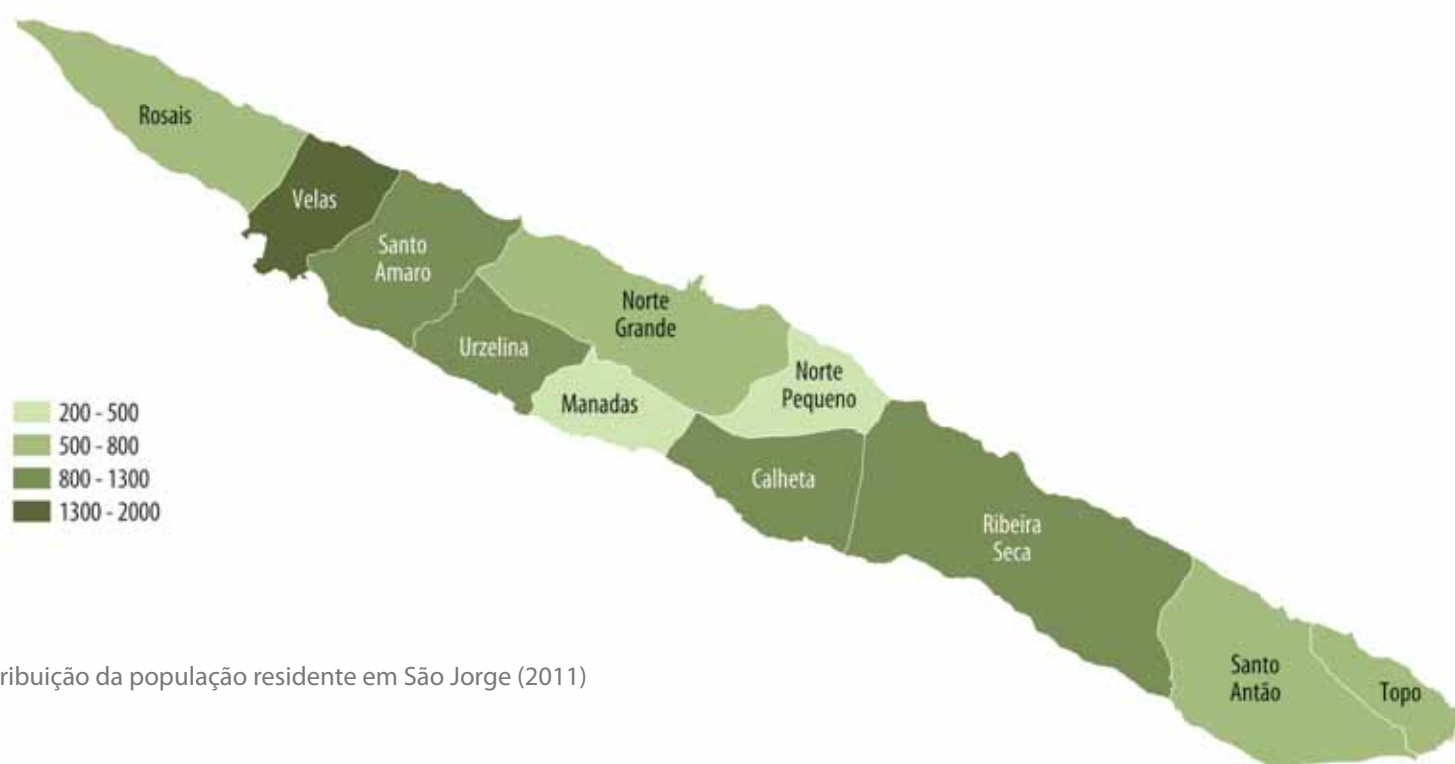 Rosais
Velas
Santo
Amaro
Norte
Grande
Urzelina
Norte
Pequeno
Manadas
200 - 500
500 - 800
800 - 1300
1300 - 2000
Calheta
Ribeira
Seca
Santo
Antão
Topo
ribuição da população residente em São Jorge (2011)